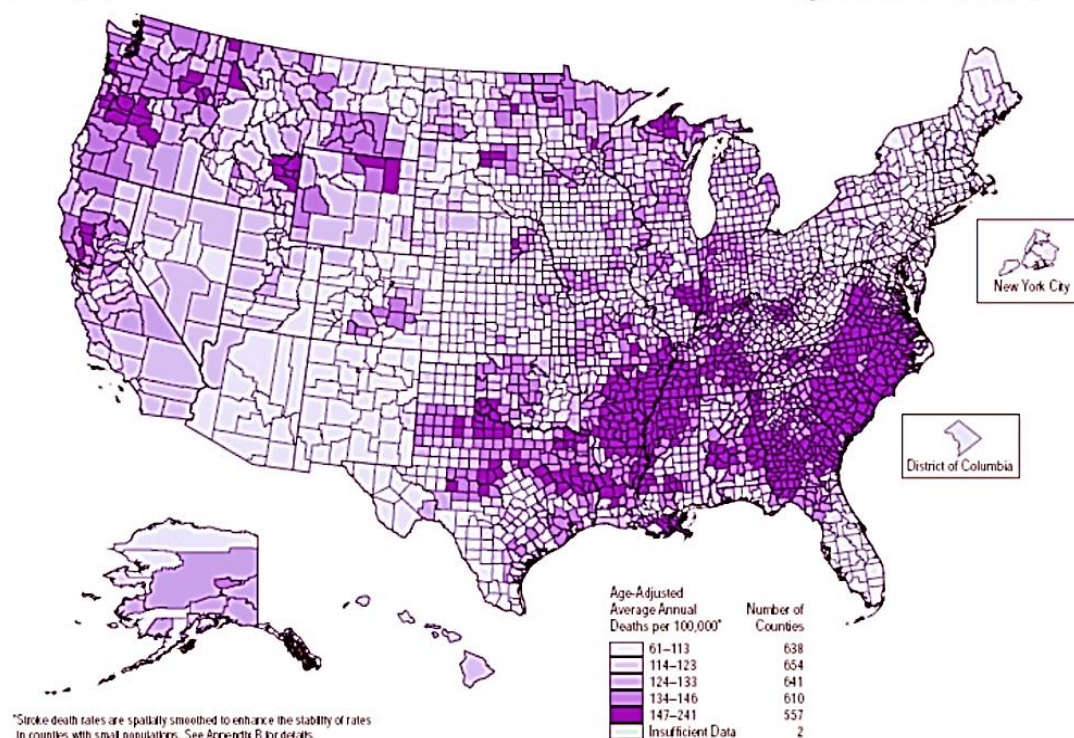 New York City
District of Columbia
Age-Adjusted
Average Annual
Deaths per 100,000*
Number of
Counties
61–113 638
114–123 654
124–133 641
134–146 610
147–241 557
Insufficient Data 2
*Stroke death rates are spatially smoothed to enhance the stability of rates
in counties with small populations. See Appendix B for details.